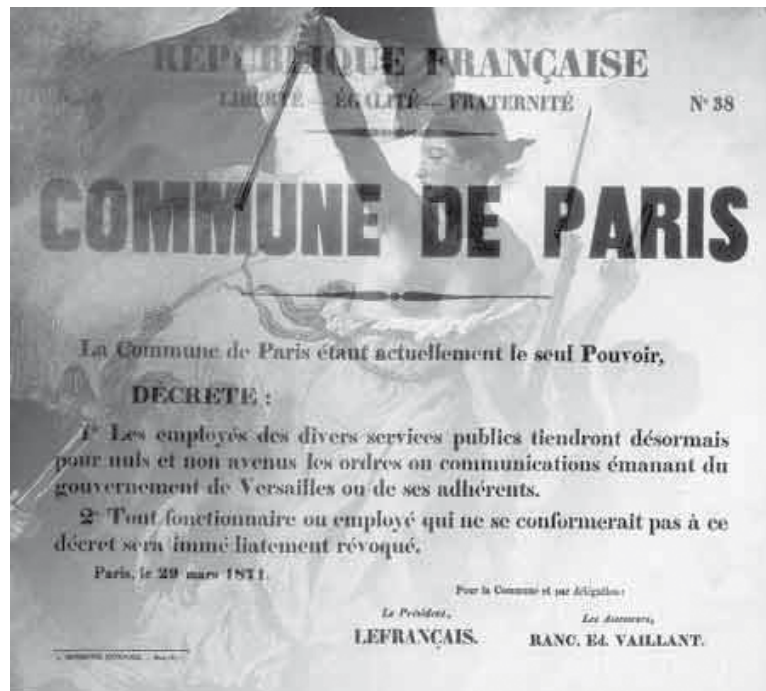 RÉPUBLIQUE FRANÇAISE
LIBERTÉ — ÉGALITÉ — FRATERNITÉ N° 38
COMMUNE DE PARIS
La Commune de Paris étant actuellement le seul Pouvoir,
DÉCRÈTE :
1° Les employés des divers services publics tiendront désormais
pour nuls et non avenus les ordres ou communications émanant du
gouvernement de Versailles ou de ses adhérents.
2° Tout fonctionnaire ou employé qui ne se conformerait pas à ce
décret sera immé liatement révoqué.
Paris, le 29 mars 1871.
Pour la Commune et par délégation:
Le Président, Les Assesseurs,
LEFRANÇAIS. RANC, Ed. VAILLANT.